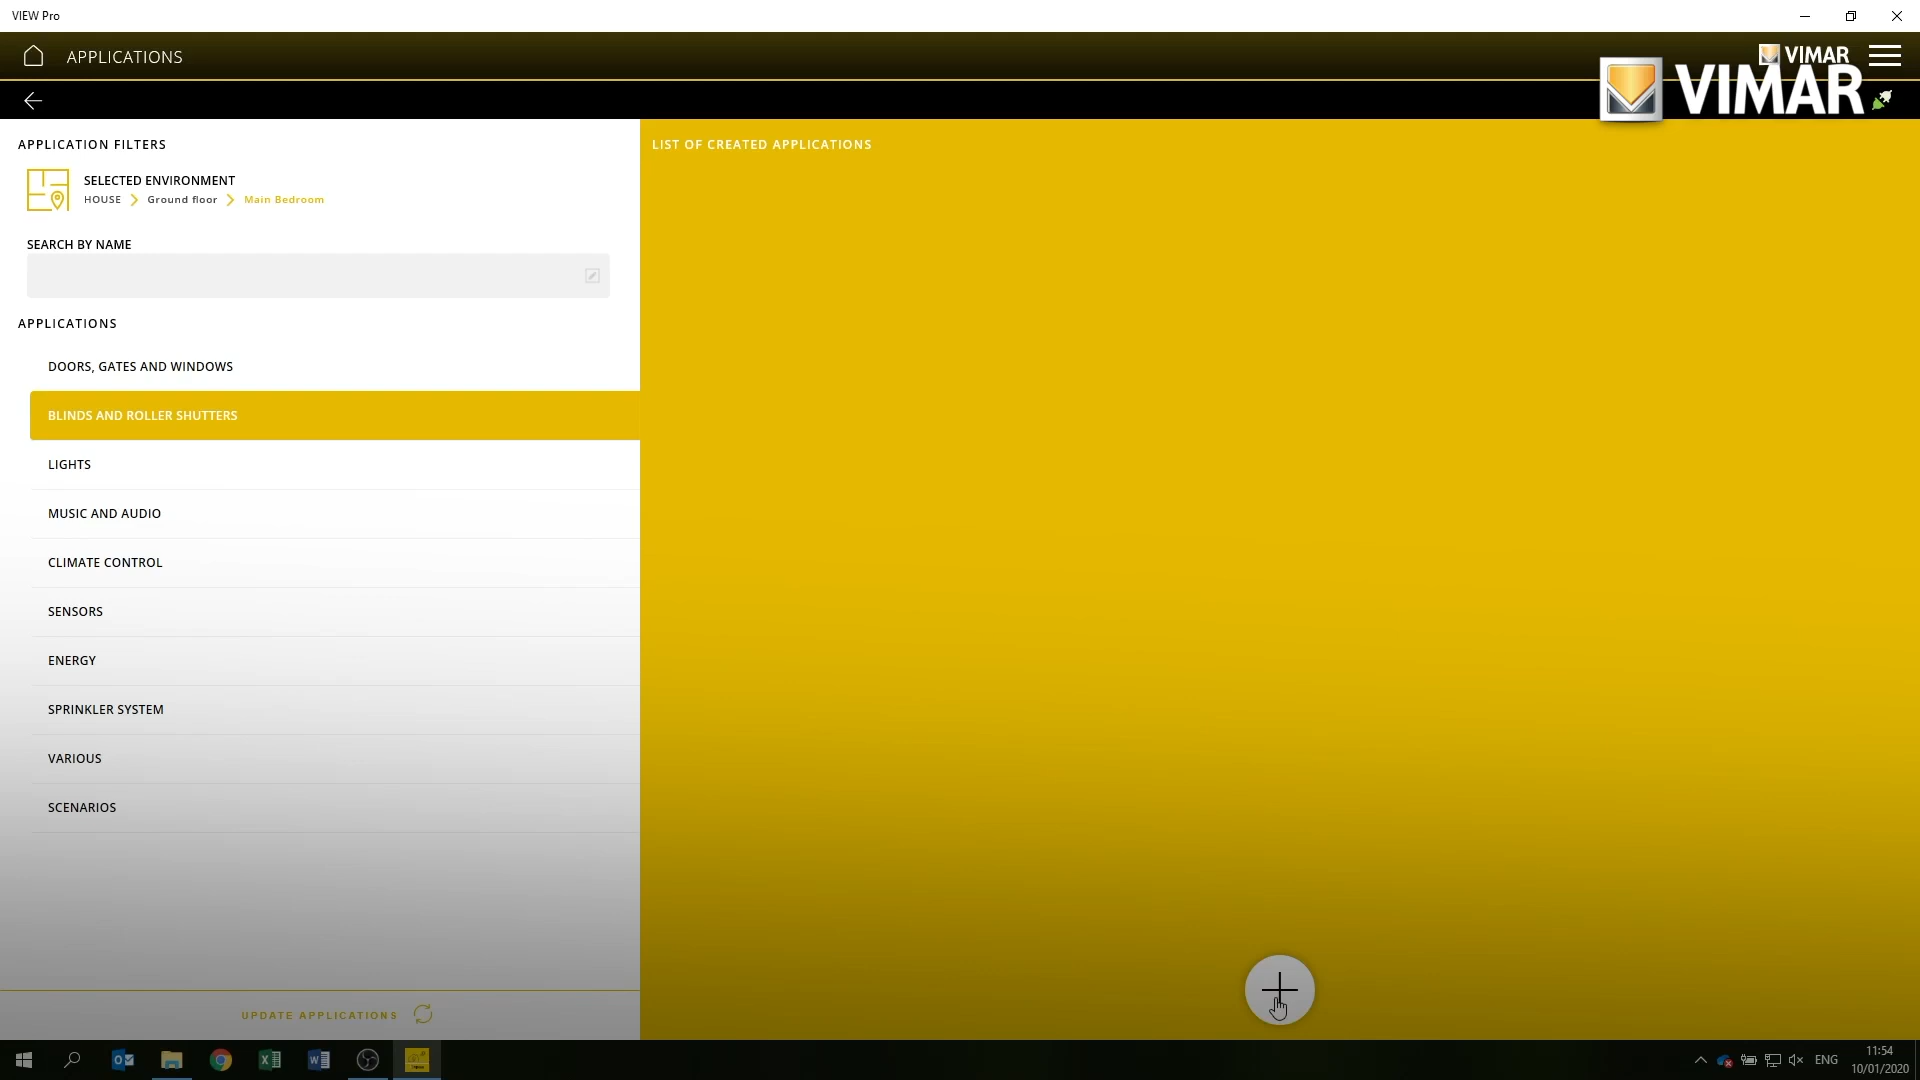 VIEW Pro
APPLICATIONS
VIMAR
VIMAR
APPLICATION FILTERS
SELECTED ENVIRONMENT
HOUSE Ground floor Main Bedroom
SEARCH BY NAME
APPLICATIONS
DOORS, GATES AND WINDOWS
BLINDS AND ROLLER SHUTTERS
LIGHTS
MUSIC AND AUDIO
CLIMATE CONTROL
SENSORS
ENERGY
SPRINKLER SYSTEM
VARIOUS
SCENARIOS
UPDATE APPLICATIONS
LIST OF CREATED APPLICATIONS
ENG
11:54
10/01/2020